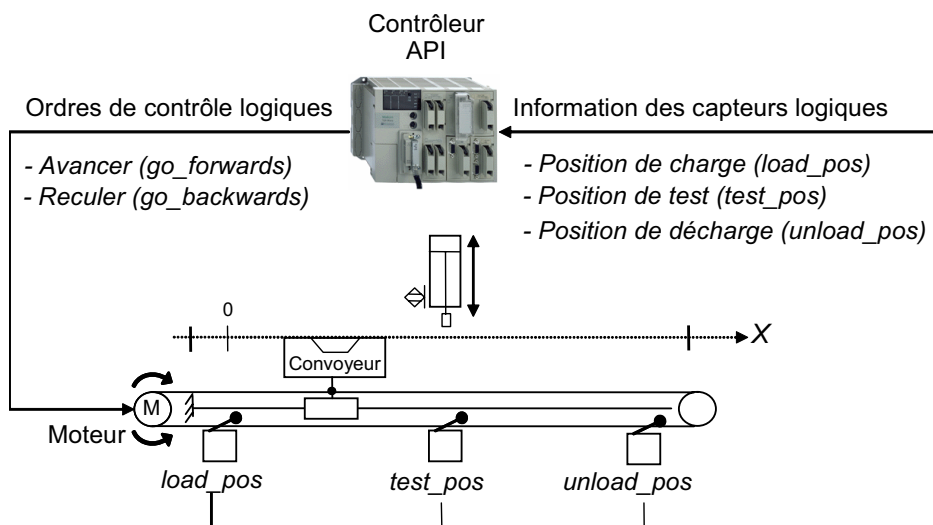 Contrôleur
API
Ordres de contrôle logiques
Information des capteurs logiques
- Avancer (go_forwards)
- Reculer (go_backwards)
- Position de charge (load_pos)
- Position de test (test_pos)
- Position de décharge (unload_pos)
0
X
Convoyeur
M
Moteur
load_pos
test_pos
unload_pos